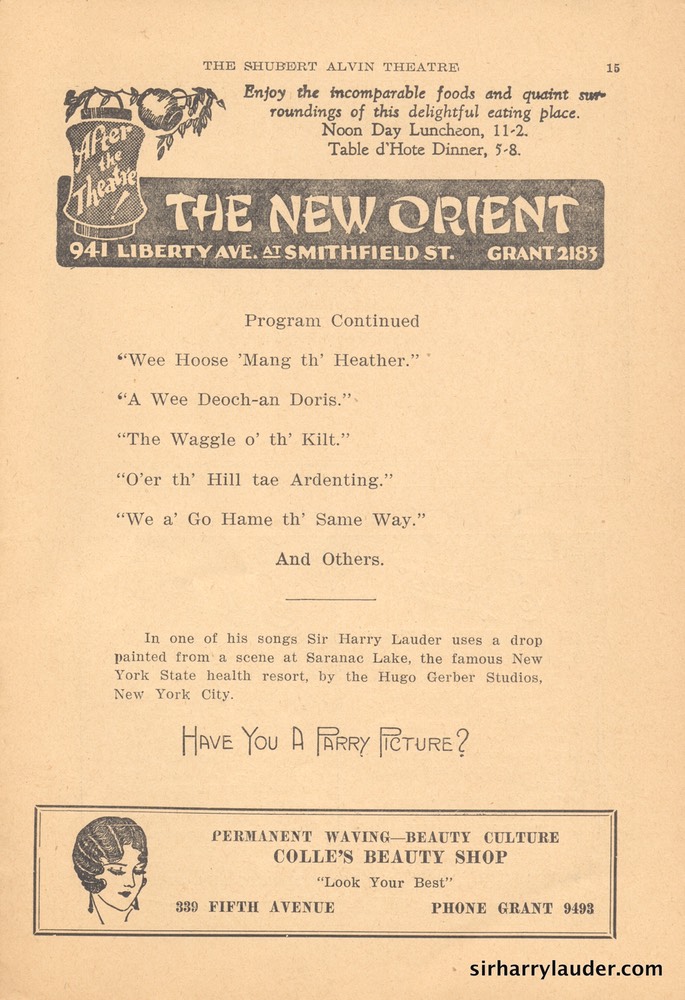 THE SHUBERT ALVIN THEATRE 15
After
the
Theatre!
Enjoy the incomparable foods and quaint sur-
roundings of this delightful eating place.
Noon Day Luncheon, 11-2.
Table d'Hote Dinner, 5-8.
THE NEW ORIENT
941 LIBERTY AVE. AT SMITHFIELD ST. GRANT 2183
Program Continued
"Wee Hoose 'Mang th' Heather."
"A Wee Deoch-an Doris."
"The Waggle o' th' Kilt."
"O'er th' Hill tae Ardenting."
"We a' Go Hame th' Same Way."
And Others.
In one of his songs Sir Harry Lauder uses a drop
painted from a scene at Saranac Lake, the famous New
York State health resort, by the Hugo Gerber Studios,
New York City.
HAVE YOU A PARRY PICTURE?
PERMANENT WAVING—BEAUTY CULTURE
COLLE'S BEAUTY SHOP
"Look Your Best"
339 FIFTH AVENUE PHONE GRANT 9493
sirharrylauder.com